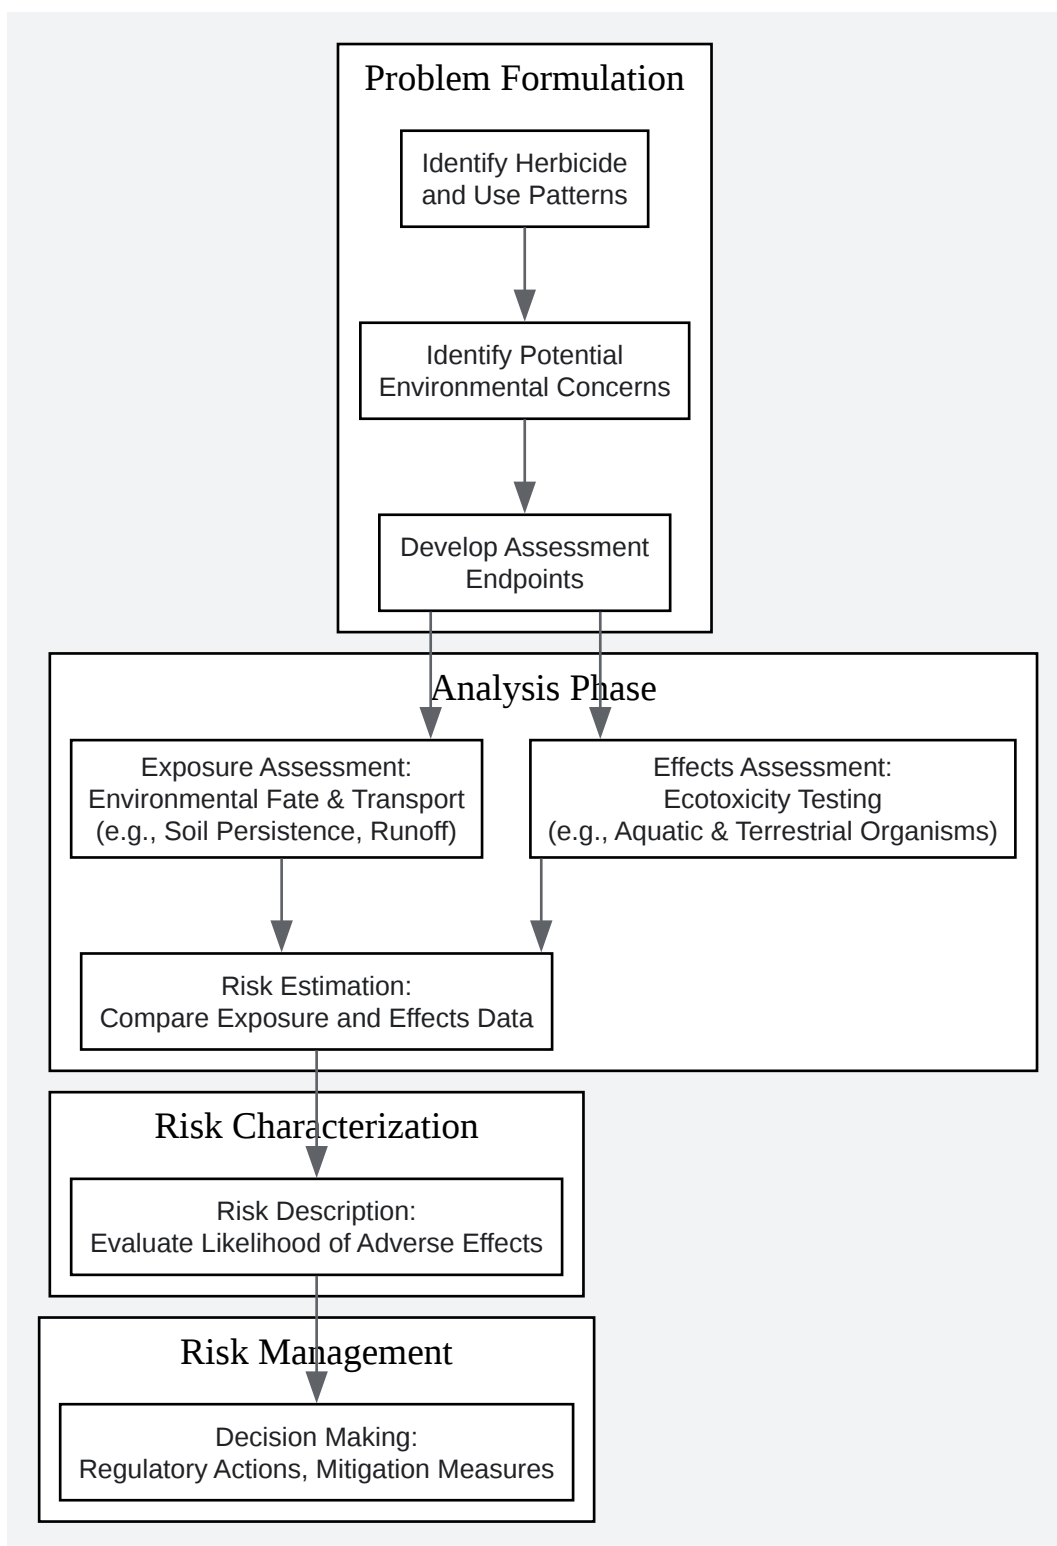 Problem Formulation
Identify Herbicide
and Use Patterns
Identify Potential
Environmental Concerns
Develop Assessment
Endpoints
Analysis Phase
Exposure Assessment:
Environmental Fate & Transport
(e.g., Soil Persistence, Runoff)
Effects Assessment:
Ecotoxicity Testing
(e.g., Aquatic & Terrestrial Organisms)
Risk Estimation:
Compare Exposure and Effects Data
Risk Characterization
Risk Description:
Evaluate Likelihood of Adverse Effects
Risk Management
Decision Making:
Regulatory Actions, Mitigation Measures